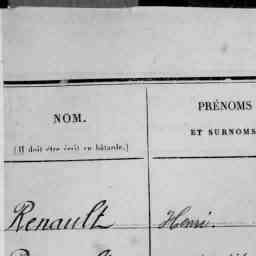 NOM.
PRÉNOMS
ET SURNOMS
(Il doit être écrit en bâtarde.)
Renault
Henri.